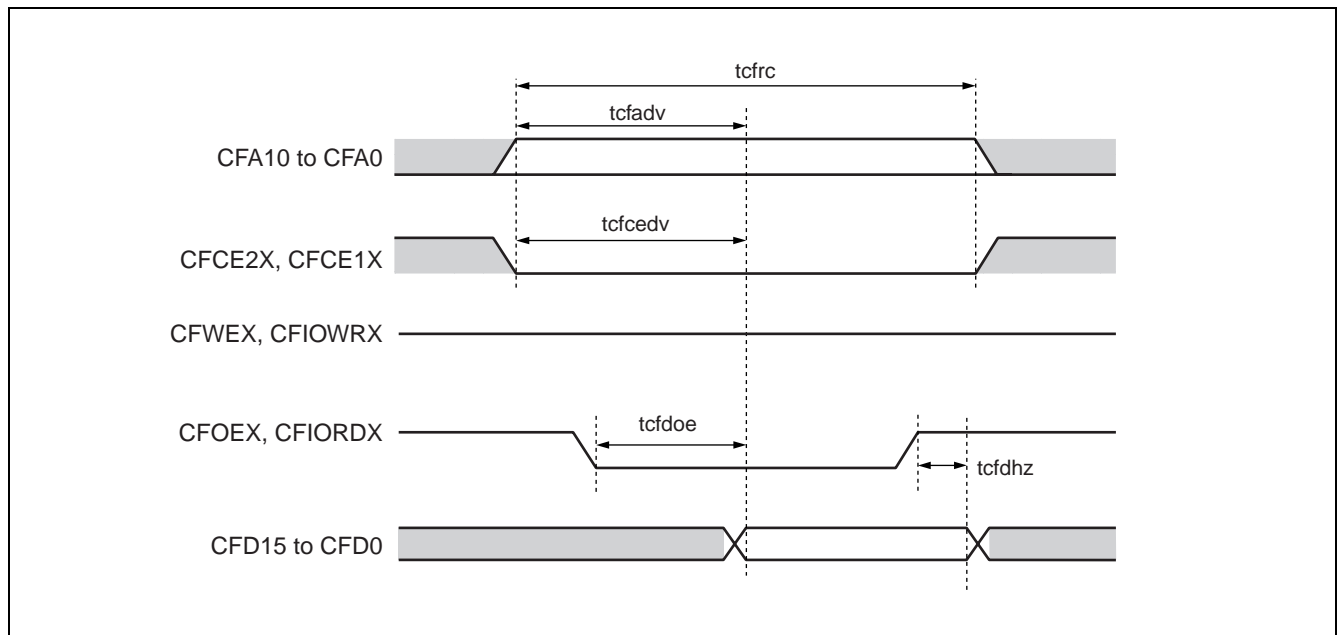 tcfrc
tcfadv
CFA10 to CFA0
tcfcedv
CFCE2X, CFCE1X
CFWEX, CFIOWRX
tcfdoe
CFOEX, CFIORDX
tcfdhz
CFD15 to CFD0